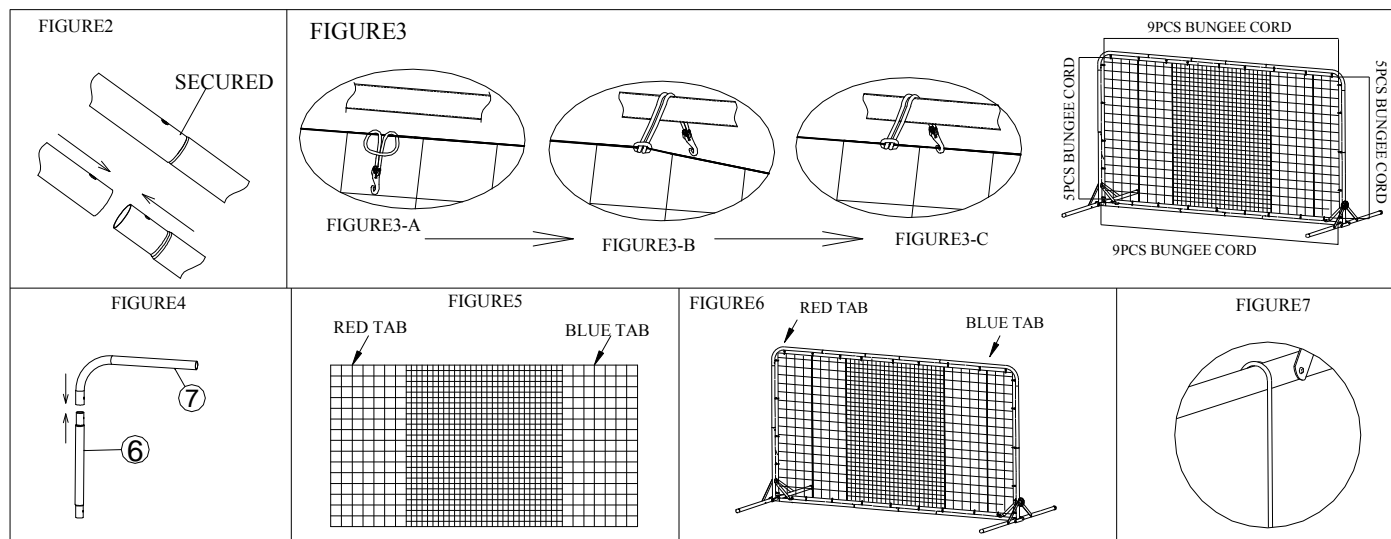 FIGURE2
SECURED
FIGURE3
FIGURE3-A
FIGURE3-B
FIGURE3-C
9PCS BUNGEE CORD
5PCS BUNGEE CORD
5PCS BUNGEE CORD
9PCS BUNGEE CORD
FIGURE4
7
6
FIGURE5
RED TAB
BLUE TAB
FIGURE6
RED TAB
BLUE TAB
FIGURE7